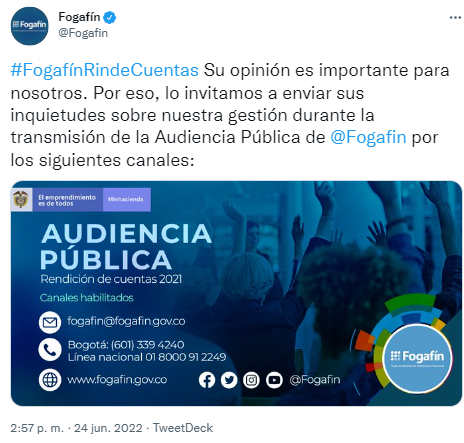 Fogafín
@Fogafin
#FogafínRindeCuentas Su opinión es importante para
nosotros. Por eso, lo invitamos a enviar sus
inquietudes sobre nuestra gestión durante la
transmisión de la Audiencia Pública de @Fogafin por
los siguientes canales:
El emprendimiento
es de todos
Minhacienda
AUDIENCIA
PÚBLICA
Rendición de cuentas 2021
Canales habilitados
fogafin@fogafin.gov.co
Bogotá: (601) 339 4240
Línea nacional 01 8000 91 2249
www.fogafin.gov.co
@Fogafin
Fogafín
2:57 p. m. · 24 jun. 2022 · TweetDeck